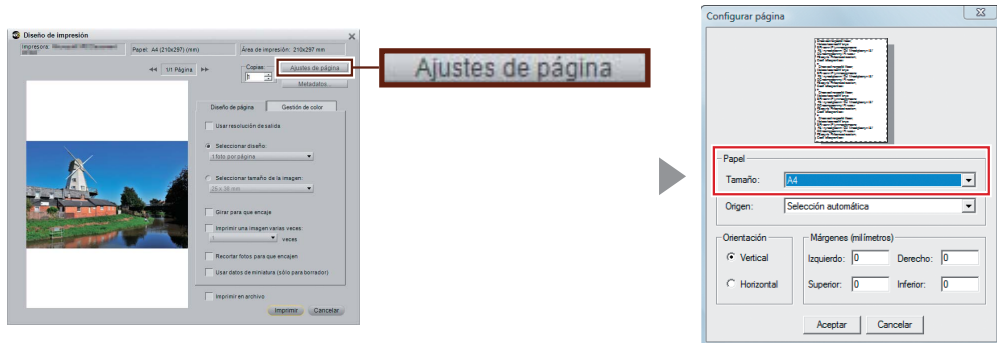 Diseño de impresión
Impresora:
Papel: A4 (210x297) (mm)
Área de impresión: 210x297 mm
1/1 Página
Copias:
1
Ajustes de página
Metadatos...
Diseño de página
Gestión de color
Usar resolución de salida
Seleccionar diseño:
1 foto por página
Seleccionar tamaño de la imagen:
25 x 38 mm
Girar para que encaje
Imprimir una imagen varias veces:
1 veces
Recortar fotos para que encajen
Usar datos de miniatura (sólo para borrador)
Imprimir en archivo
Imprimir
Cancelar
Ajustes de página
Configurar página
Papel
Tamaño: A4
Origen: Selección automática
Orientación
Vertical
Horizontal
Márgenes (milímetros)
Izquierdo: 0 Derecho: 0
Superior: 0 Inferior: 0
Aceptar
Cancelar